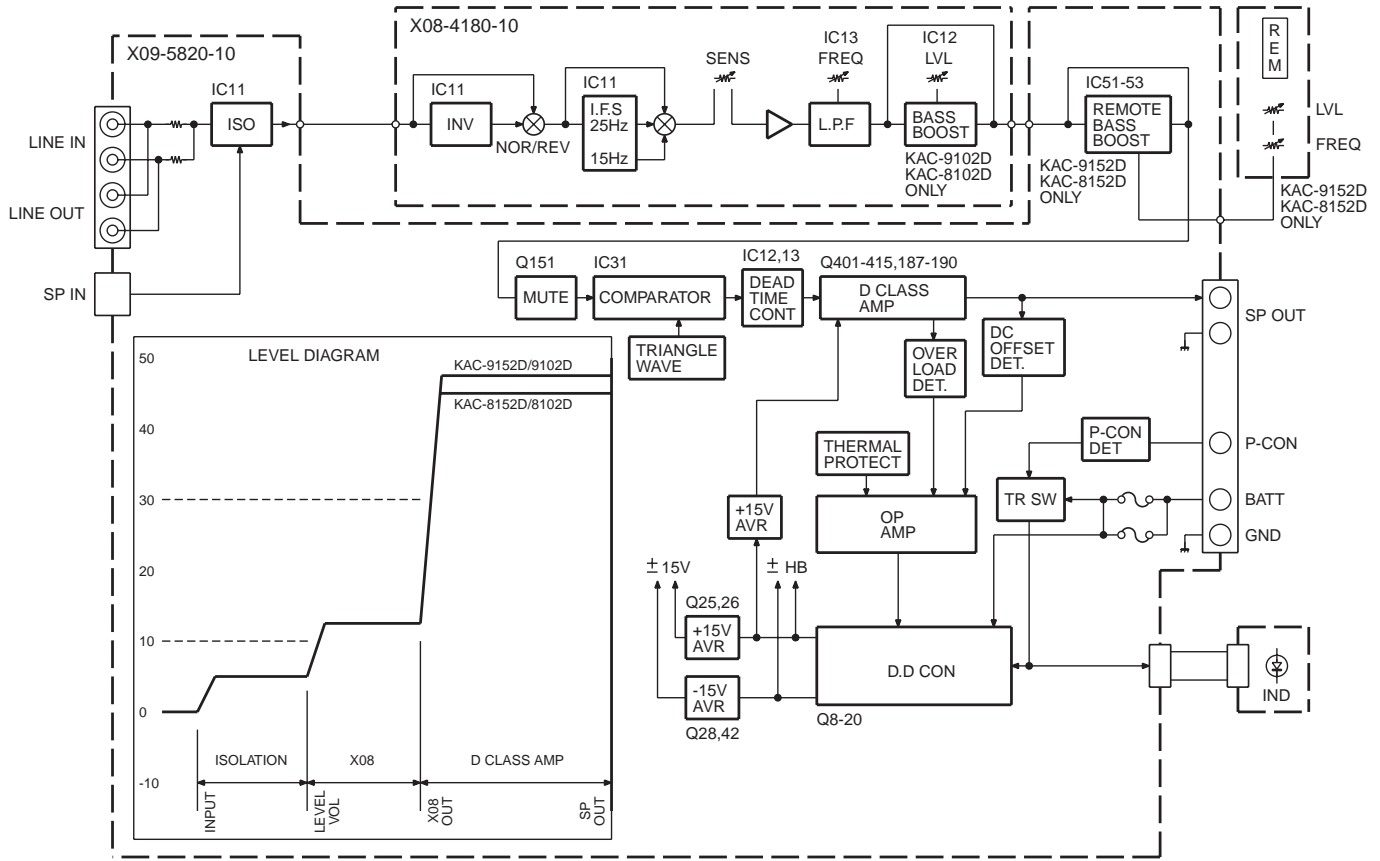 X09-5820-10
X08-4180-10
LINE IN
LINE OUT
SP IN
IC11
ISO
IC11
INV
NOR/REV
IC11
I.F.S
25Hz
15Hz
SENS
IC13
FREQ
L.P.F
IC12
LVL
BASS
BOOST
KAC-9102D
KAC-8102D
ONLY
IC51-53
REMOTE
BASS
BOOST
KAC-9152D
KAC-8152D
ONLY
REM
LVL
FREQ
KAC-9152D
KAC-8152D
ONLY
Q151
MUTE
IC31
COMPARATOR
TRIANGLE
WAVE
IC12,13
DEAD
TIME
CONT
Q401-415,187-190
D CLASS
AMP
OVER
LOAD
DET.
DC
OFFSET
DET.
SP OUT
P-CON
DET
P-CON
TR SW
BATT
GND
THERMAL
PROTECT
OP
AMP
+15V
AVR
± 15V
± HB
Q25,26
+15V
AVR
-15V
AVR
Q28,42
D.D CON
Q8-20
IND
LEVEL DIAGRAM
50
40
30
20
10
0
-10
KAC-9152D/9102D
KAC-8152D/8102D
ISOLATION
X08
D CLASS AMP
INPUT
LEVEL
VOL
X08
OUT
SP
OUT